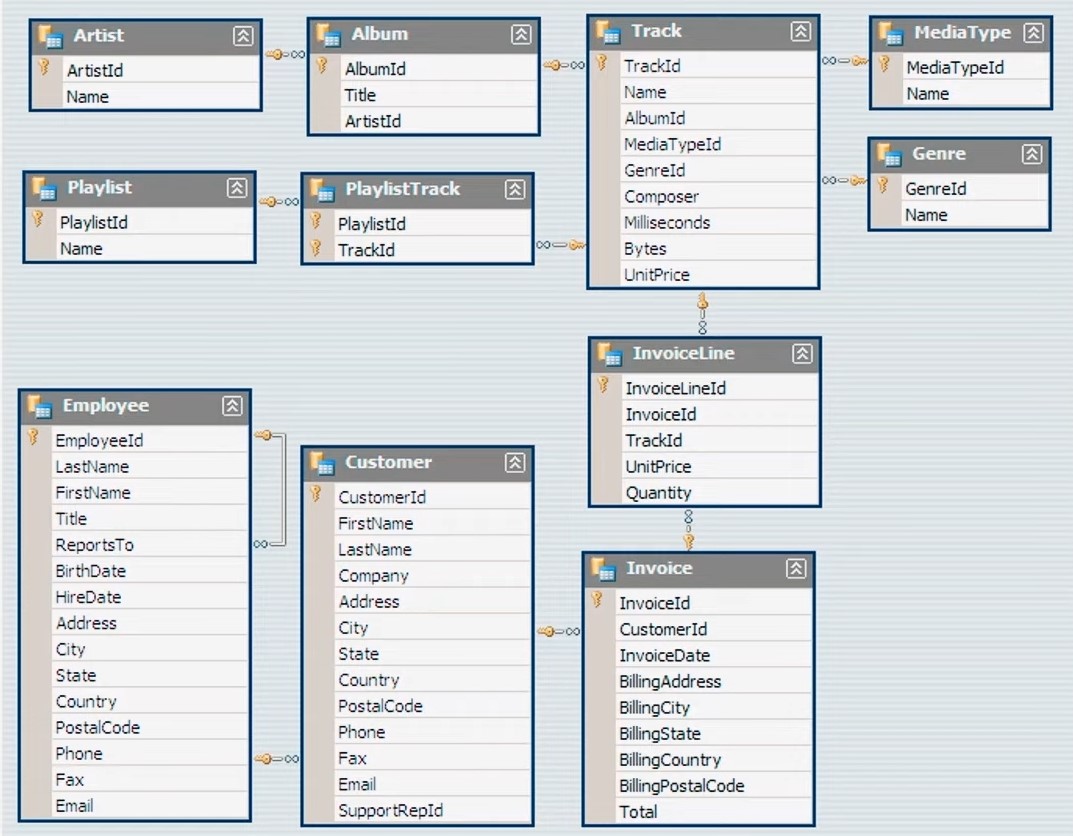 Artist
ArtistId
Name
Album
AlbumId
Title
ArtistId
Track
TrackId
Name
AlbumId
MediaTypeId
GenreId
Composer
Milliseconds
Bytes
UnitPrice
MediaType
MediaTypeId
Name
Genre
GenreId
Name
Playlist
PlaylistId
Name
PlaylistTrack
PlaylistId
TrackId
InvoiceLine
InvoiceLineId
InvoiceId
TrackId
UnitPrice
Quantity
Employee
EmployeeId
LastName
FirstName
Title
ReportsTo
BirthDate
HireDate
Address
City
State
Country
PostalCode
Phone
Fax
Email
Customer
CustomerId
FirstName
LastName
Company
Address
City
State
Country
PostalCode
Phone
Fax
Email
SupportRepId
Invoice
InvoiceId
CustomerId
InvoiceDate
BillingAddress
BillingCity
BillingState
BillingCountry
BillingPostalCode
Total